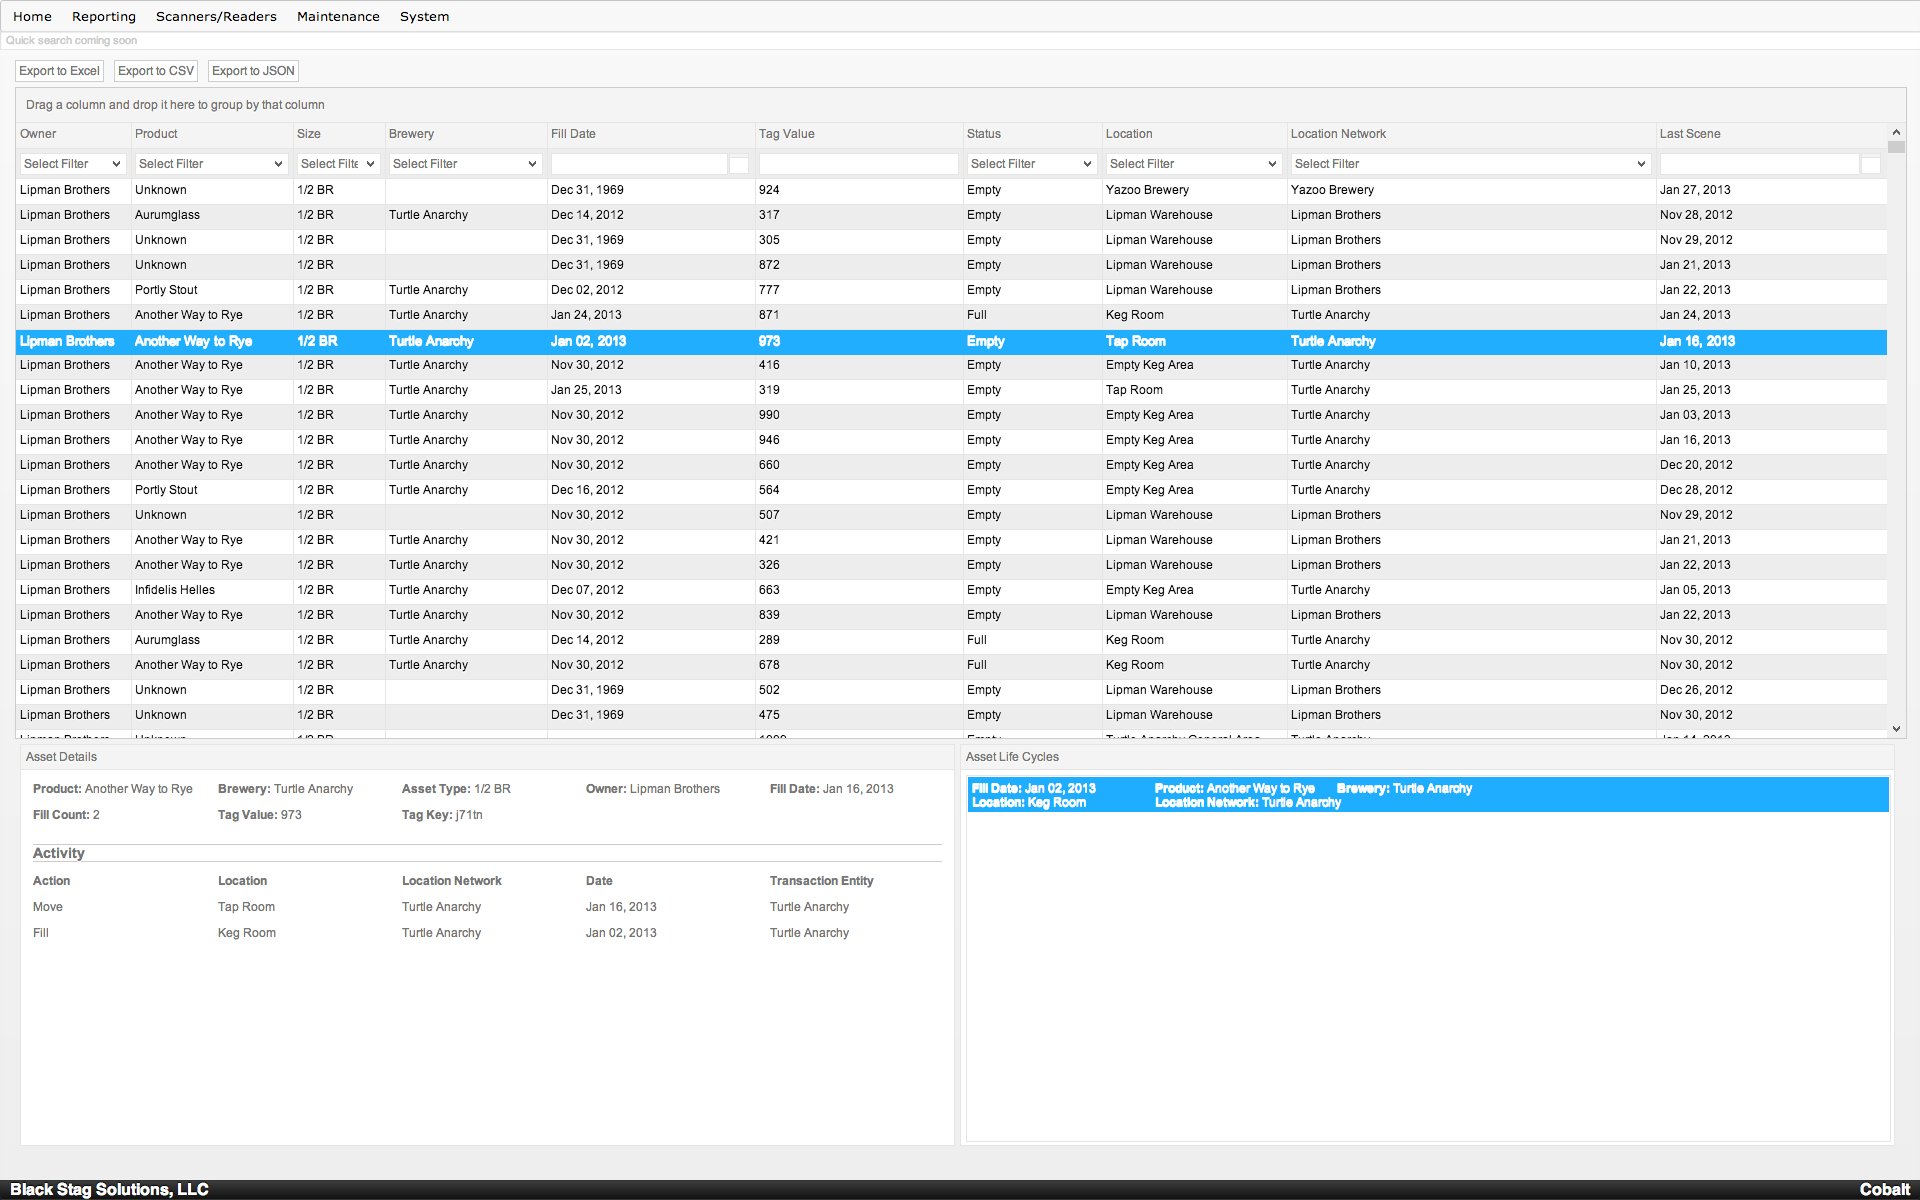 Home Reporting Scanners/Readers Maintenance System
Quick search coming soon
Export to Excel Export to CSV Export to JSON
Drag a column and drop it here to group by that column
Owner Product Size Brewery Fill Date Tag Value Status Location Location Network Last Scene
Select Filter Select Filter Select Filte Select Filter Select Filter Select Filter Select Filter
Lipman Brothers Unknown 1/2 BR Dec 31, 1969 924 Empty Yazoo Brewery Yazoo Brewery Jan 27, 2013
Lipman Brothers Aurumglass 1/2 BR Turtle Anarchy Dec 14, 2012 317 Empty Lipman Warehouse Lipman Brothers Nov 28, 2012
Lipman Brothers Unknown 1/2 BR Dec 31, 1969 305 Empty Lipman Warehouse Lipman Brothers Nov 29, 2012
Lipman Brothers Unknown 1/2 BR Dec 31, 1969 872 Empty Lipman Warehouse Lipman Brothers Jan 21, 2013
Lipman Brothers Portly Stout 1/2 BR Turtle Anarchy Dec 02, 2012 777 Empty Lipman Warehouse Lipman Brothers Jan 22, 2013
Lipman Brothers Another Way to Rye 1/2 BR Turtle Anarchy Jan 24, 2013 871 Full Keg Room Turtle Anarchy Jan 24, 2013
Lipman Brothers Another Way to Rye 1/2 BR Turtle Anarchy Jan 02, 2013 973 Empty Tap Room Turtle Anarchy Jan 16, 2013
Lipman Brothers Another Way to Rye 1/2 BR Turtle Anarchy Nov 30, 2012 416 Empty Empty Keg Area Turtle Anarchy Jan 10, 2013
Lipman Brothers Another Way to Rye 1/2 BR Turtle Anarchy Jan 25, 2013 319 Empty Tap Room Turtle Anarchy Jan 25, 2013
Lipman Brothers Another Way to Rye 1/2 BR Turtle Anarchy Nov 30, 2012 990 Empty Empty Keg Area Turtle Anarchy Jan 03, 2013
Lipman Brothers Another Way to Rye 1/2 BR Turtle Anarchy Nov 30, 2012 946 Empty Empty Keg Area Turtle Anarchy Jan 16, 2013
Lipman Brothers Another Way to Rye 1/2 BR Turtle Anarchy Nov 30, 2012 660 Empty Empty Keg Area Turtle Anarchy Dec 20, 2012
Lipman Brothers Portly Stout 1/2 BR Turtle Anarchy Dec 16, 2012 564 Empty Empty Keg Area Turtle Anarchy Dec 28, 2012
Lipman Brothers Unknown 1/2 BR Nov 30, 2012 507 Empty Lipman Warehouse Lipman Brothers Nov 29, 2012
Lipman Brothers Another Way to Rye 1/2 BR Turtle Anarchy Nov 30, 2012 421 Empty Lipman Warehouse Lipman Brothers Jan 21, 2013
Lipman Brothers Another Way to Rye 1/2 BR Turtle Anarchy Nov 30, 2012 326 Empty Lipman Warehouse Lipman Brothers Jan 22, 2013
Lipman Brothers Infidelis Helles 1/2 BR Turtle Anarchy Dec 07, 2012 663 Empty Empty Keg Area Turtle Anarchy Jan 05, 2013
Lipman Brothers Another Way to Rye 1/2 BR Turtle Anarchy Nov 30, 2012 839 Empty Lipman Warehouse Lipman Brothers Jan 22, 2013
Lipman Brothers Aurumglass 1/2 BR Turtle Anarchy Dec 14, 2012 289 Full Keg Room Turtle Anarchy Nov 30, 2012
Lipman Brothers Another Way to Rye 1/2 BR Turtle Anarchy Nov 30, 2012 678 Full Keg Room Turtle Anarchy Nov 30, 2012
Lipman Brothers Unknown 1/2 BR Dec 31, 1969 502 Empty Lipman Warehouse Lipman Brothers Dec 26, 2012
Lipman Brothers Unknown 1/2 BR Dec 31, 1969 475 Empty Lipman Warehouse Lipman Brothers Nov 30, 2012
Asset Details
Product: Another Way to Rye Brewery: Turtle Anarchy Asset Type: 1/2 BR Owner: Lipman Brothers Fill Date: Jan 16, 2013
Fill Count: 2 Tag Value: 973 Tag Key: j71tn
Activity
Action Location Location Network Date Transaction Entity
Move Tap Room Turtle Anarchy Jan 16, 2013 Turtle Anarchy
Fill Keg Room Turtle Anarchy Jan 02, 2013 Turtle Anarchy
Asset Life Cycles
Fill Date: Jan 02, 2013 Product: Another Way to Rye Brewery: Turtle Anarchy
Location: Keg Room Location Network: Turtle Anarchy
Black Stag Solutions, LLC Cobalt